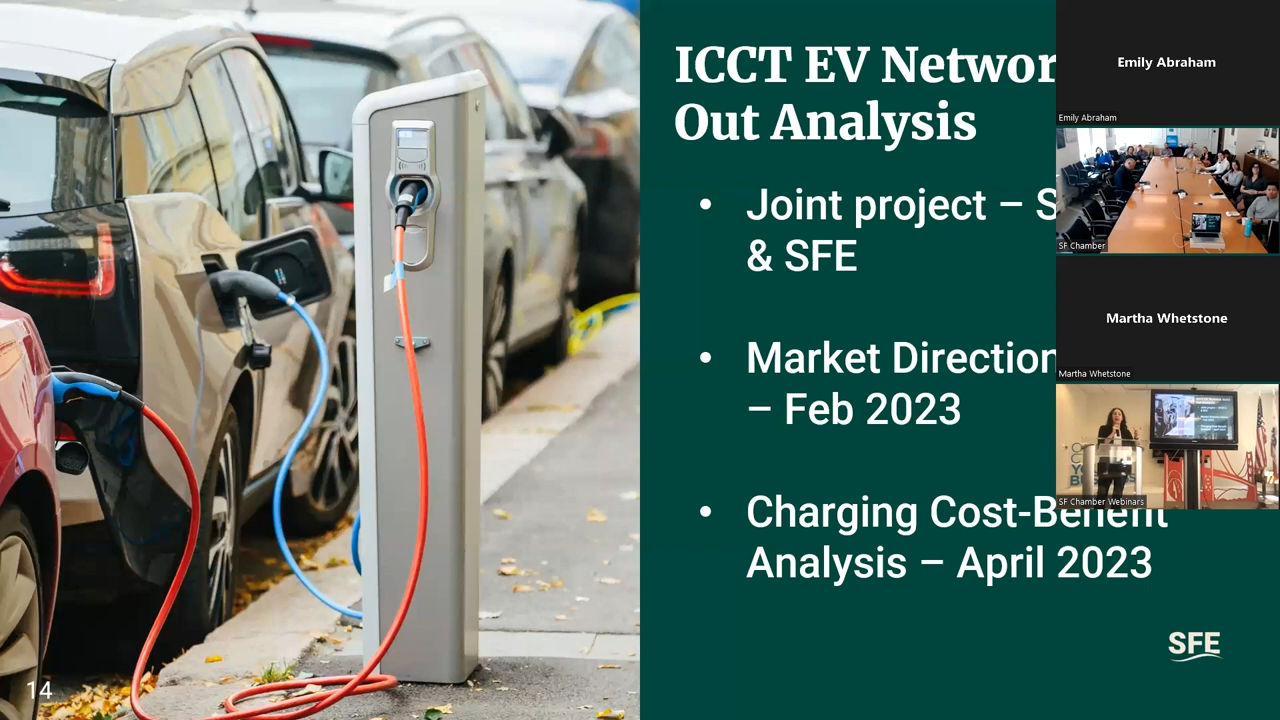 ICCT EV Networ
Out Analysis
• Joint project – S
& SFE
• Market Direction
– Feb 2023
• Charging Cost-Benefit
Analysis – April 2023
SFE
14
Emily Abraham
Emily Abraham
SF Chamber
Martha Whetstone
Martha Whetstone
SF Chamber Webinars